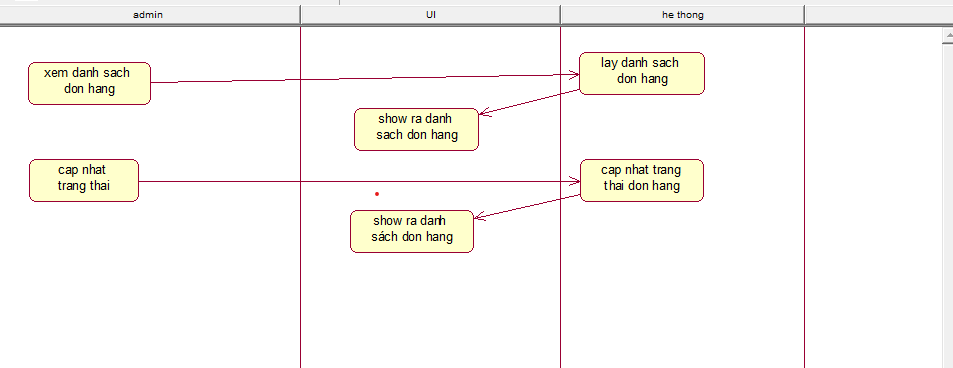 admin
UI
he thong
xem danh sach
don hang
lay danh sach
don hang
show ra danh
sach don hang
cap nhat
trang thai
cap nhat trang
thai don hang
show ra danh
sách don hang